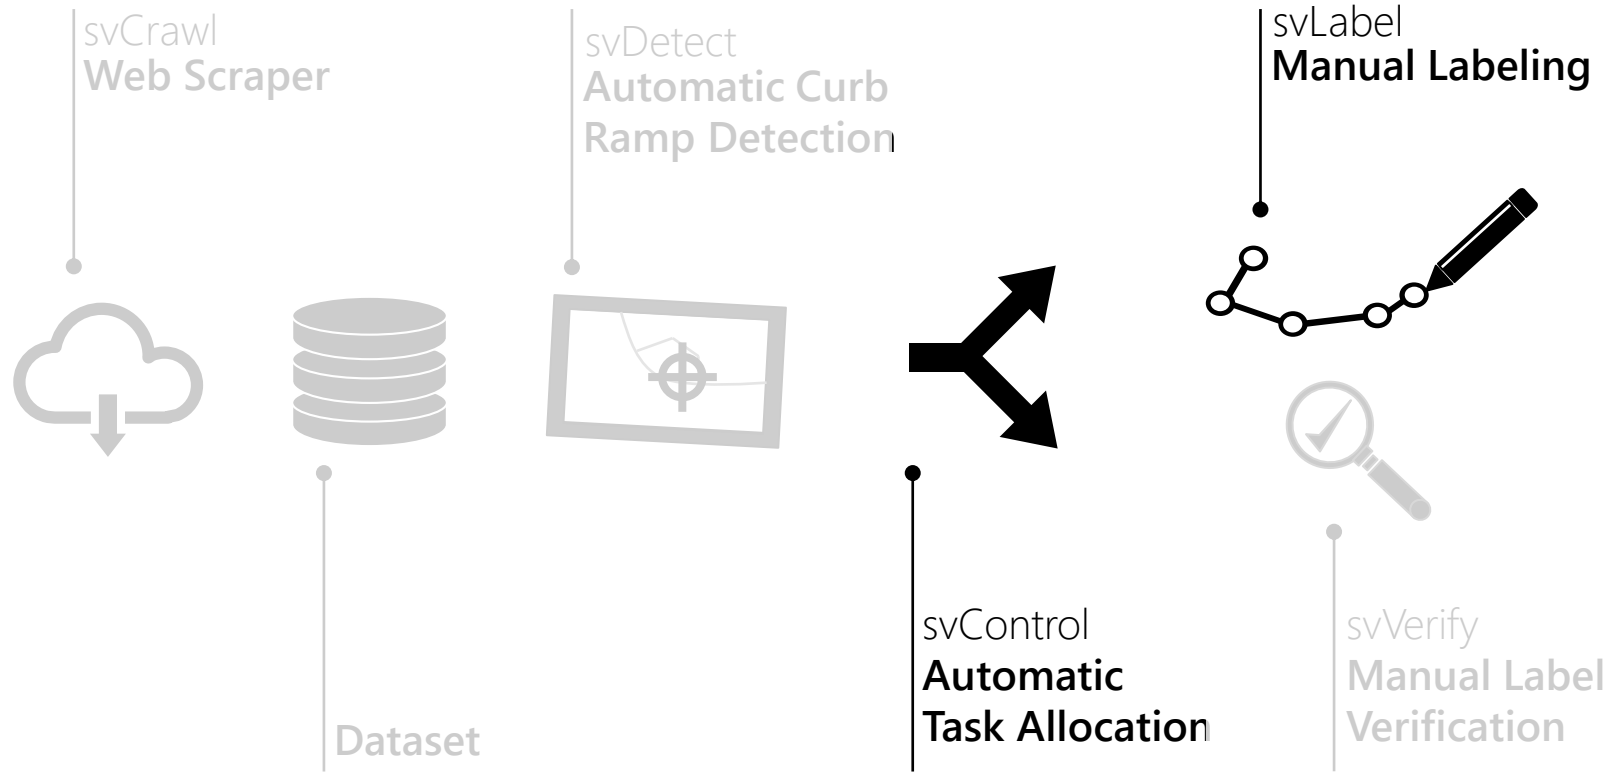 svCrawl
Web Scraper
svDetect
Automatic Curb
Ramp Detection
svLabel
Manual Labeling
Dataset
svControl
Automatic
Task Allocation
svVerify
Manual Label
Verification